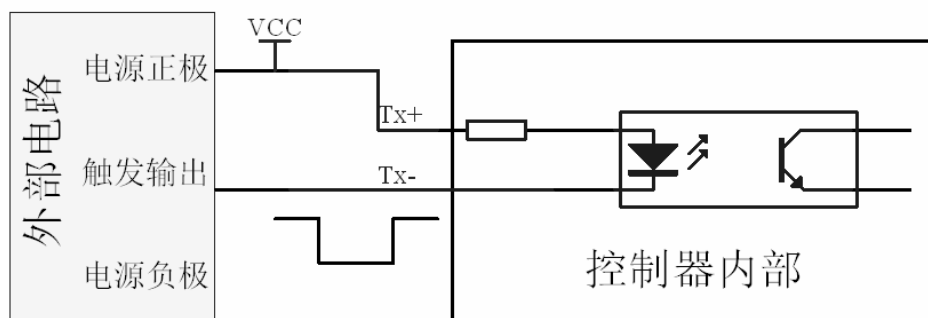 VCC
电源正极
Tx+
外部电路
触发输出
Tx-
电源负极
控制器内部